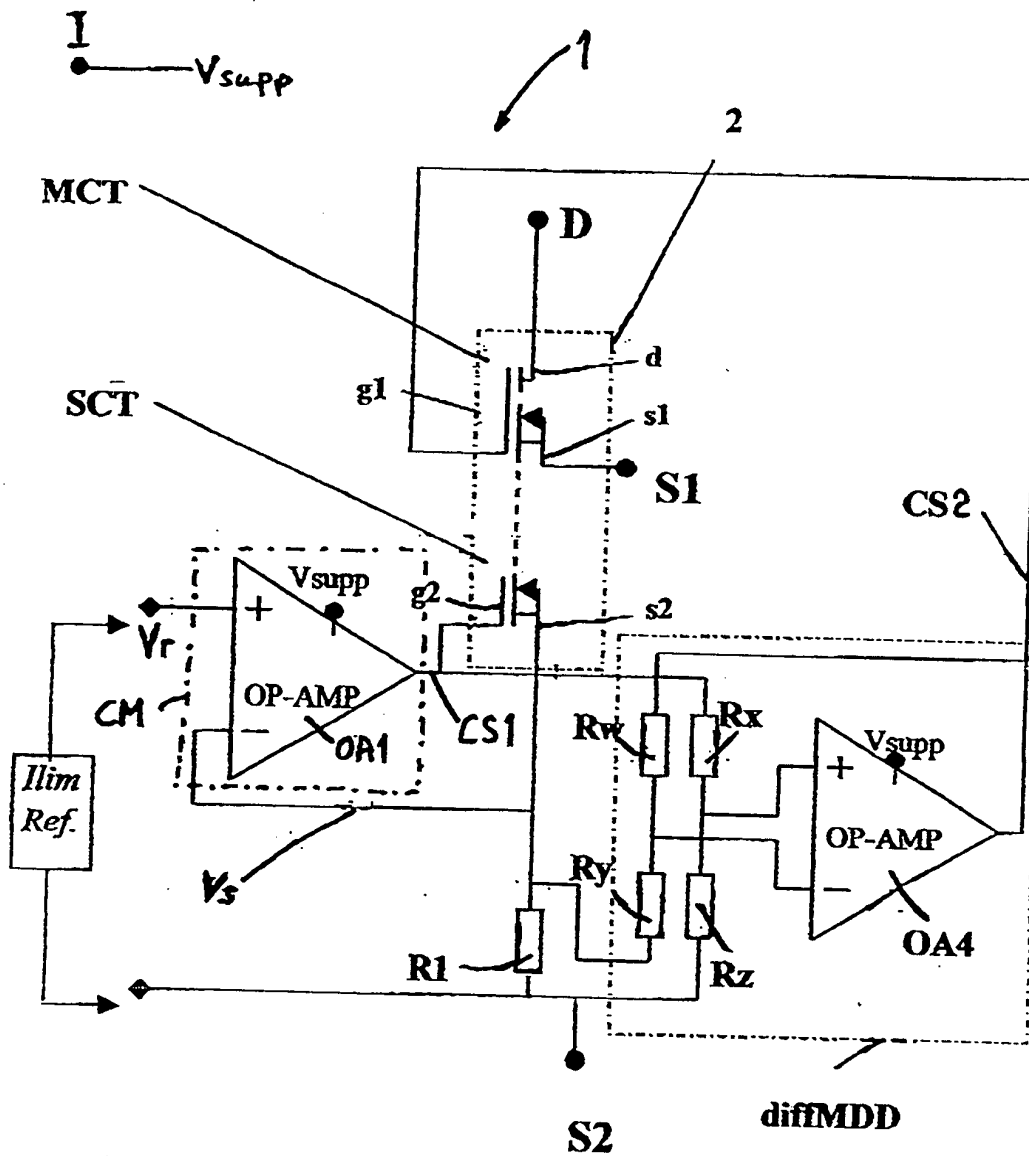 I
Vsupp
1
2
MCT
D
d
g1
SCT
s1
S1
CS2
Vsupp
g2
s2
+
Vr
CM
OP-AMP
OA1
CS1
−
Rw
Rx
Vsupp
+
Ilim
Ref.
OP-AMP
Vs
Ry
−
R1
Rz
OA4
S2
diffMDD